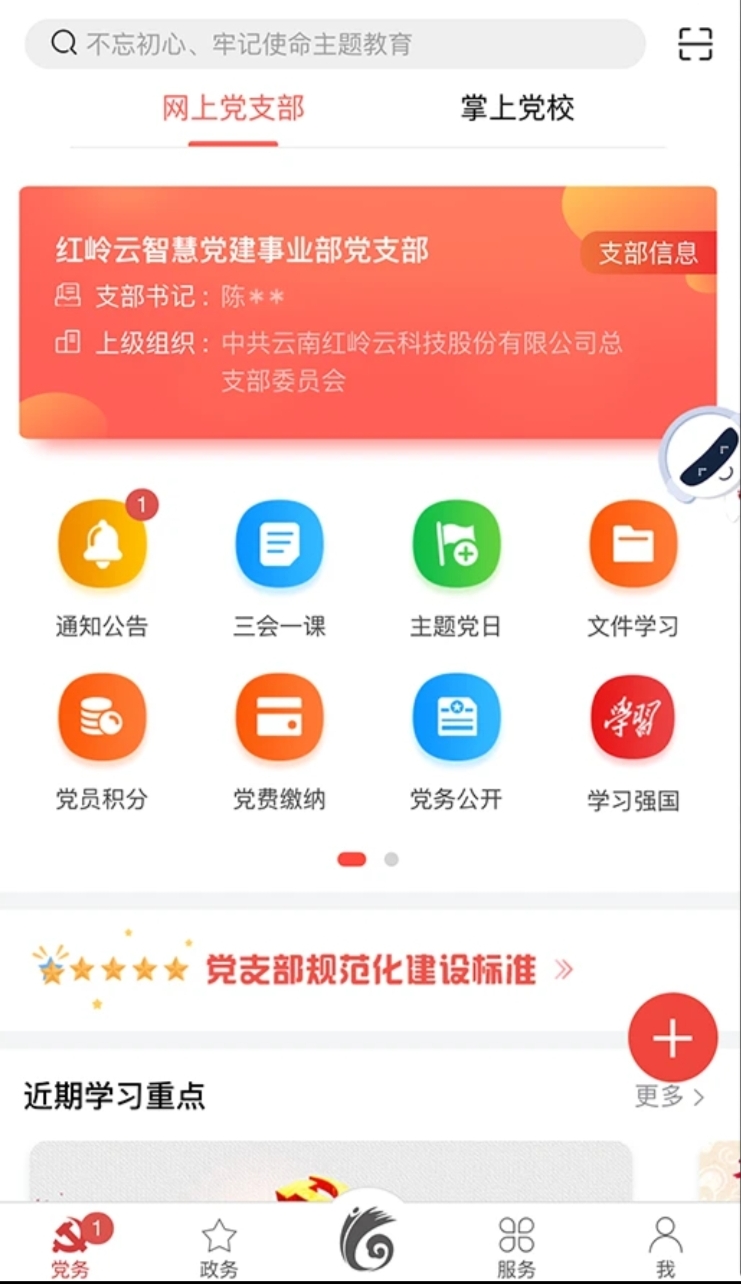 不忘初心、牢记使命主题教育
网上党支部 掌上党校
红岭云智慧党建事业部党支部
支部信息
支部书记：陈**
上级组织：中共云南红岭云科技股份有限公司总
支部委员会
1
通知公告 三会一课 主题党日 文件学习
学習
党员积分 党费缴纳 党务公开 学习强国
党支部规范化建设标准 »
近期学习重点 更多 >
1
党务 政务 服务 我